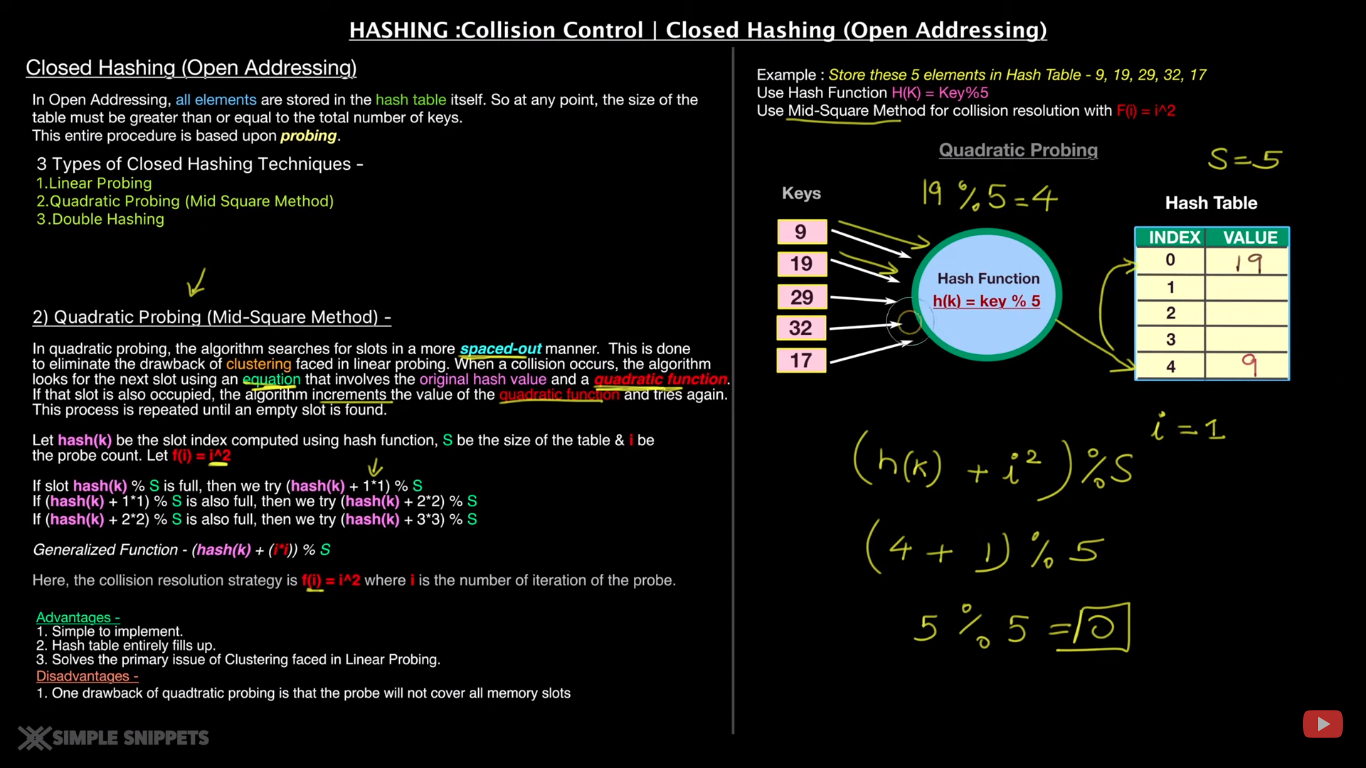 HASHING :Collision Control | Closed Hashing (Open Addressing)
Closed Hashing (Open Addressing)
In Open Addressing, all elements are stored in the hash table itself. So at any point, the size of the
table must be greater than or equal to the total number of keys.
This entire procedure is based upon probing.
3 Types of Closed Hashing Techniques -
1.Linear Probing
2.Quadratic Probing (Mid Square Method)
3.Double Hashing
2) Quadratic Probing (Mid-Square Method) -
In quadratic probing, the algorithm searches for slots in a more spaced-out manner. This is done
to eliminate the drawback of clustering faced in linear probing. When a collision occurs, the algorithm
looks for the next slot using an equation that involves the original hash value and a quadratic function.
If that slot is also occupied, the algorithm increments the value of the quadratic function and tries again.
This process is repeated until an empty slot is found.
Let hash(k) be the slot index computed using hash function, S be the size of the table & i be
the probe count. Let f(i) = i^2
If slot hash(k) % S is full, then we try (hash(k) + 1*1) % S
If (hash(k) + 1*1) % S is also full, then we try (hash(k) + 2*2) % S
If (hash(k) + 2*2) % S is also full, then we try (hash(k) + 3*3) % S
Generalized Function - (hash(k) + (i*i)) % S
Here, the collision resolution strategy is f(i) = i^2 where i is the number of iteration of the probe.
Advantages -
1. Simple to implement.
2. Hash table entirely fills up.
3. Solves the primary issue of Clustering faced in Linear Probing.
Disadvantages -
1. One drawback of quadtratic probing is that the probe will not cover all memory slots
SIMPLE SNIPPETS
Example : Store these 5 elements in Hash Table - 9, 19, 29, 32, 17
Use Hash Function H(K) = Key%5
Use Mid-Square Method for collision resolution with F(i) = i^2
Quadratic Probing
S = 5
Keys
19 % 5 = 4
Hash Table
9
19
29
32
17
Hash Function
h(k) = key % 5
INDEX VALUE
0 19
1
2
3
4 9
i = 1
(h(k) + i²) % S
(4 + 1) % 5
5 % 5 = 0